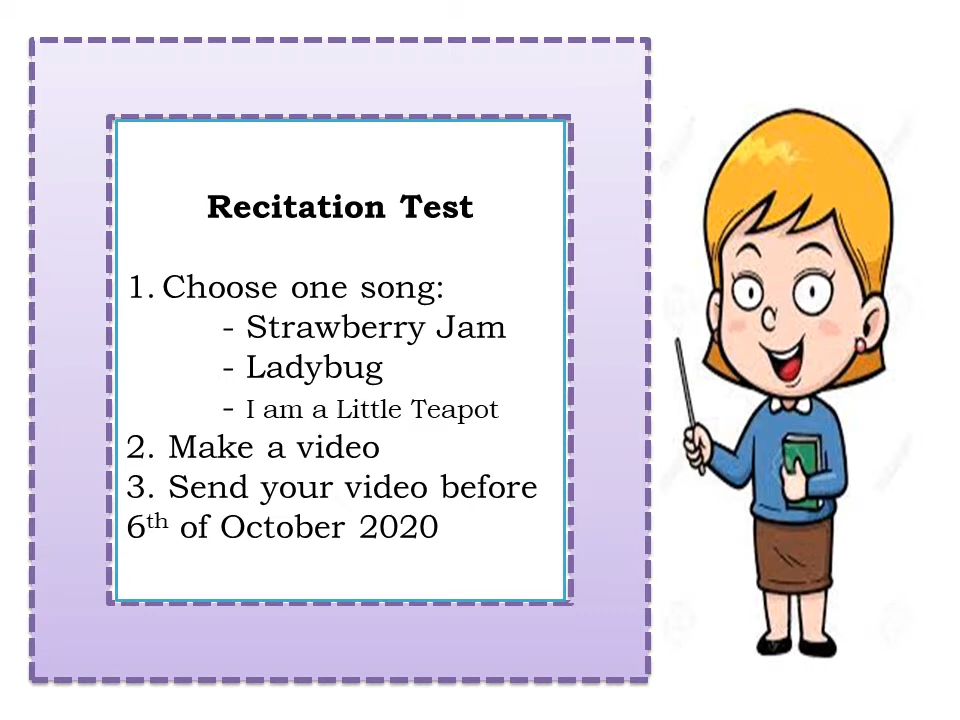 Recitation Test
1. Choose one song:
- Strawberry Jam
- Ladybug
- I am a Little Teapot
2. Make a video
3. Send your video before
6th of October 2020